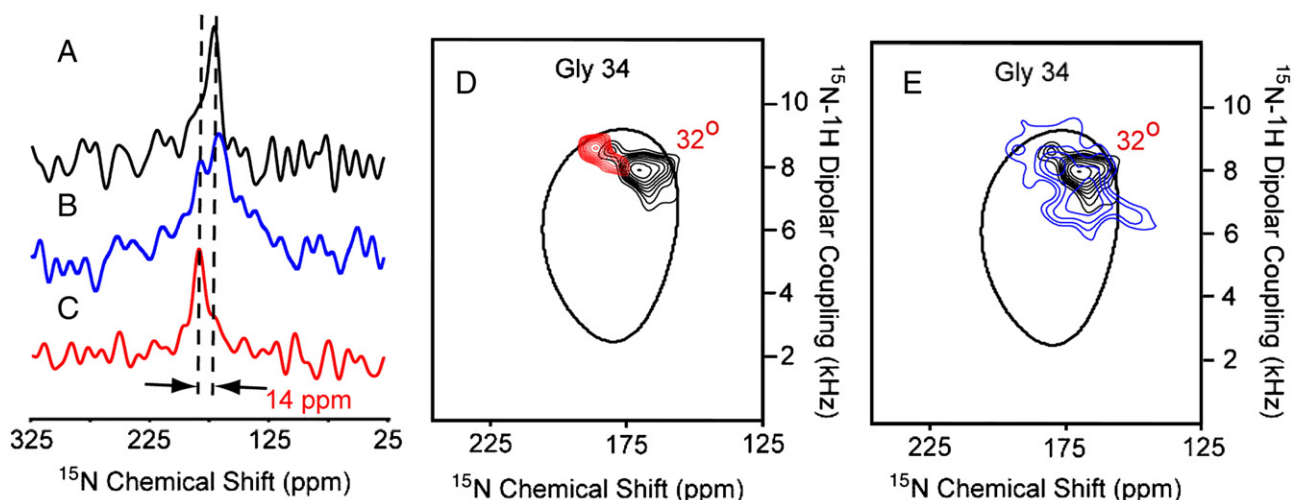 A
B
C
14 ppm
325 225 125 25
¹⁵N Chemical Shift (ppm)
D
Gly 34
32°
10
8
6
4
2
¹⁵N-1H Dipolar Coupling (kHz)
225 175 125
¹⁵N Chemical Shift (ppm)
E
Gly 34
32°
10
8
6
4
2
¹⁵N-1H Dipolar Coupling (kHz)
225 175 125
¹⁵N Chemical Shift (ppm)